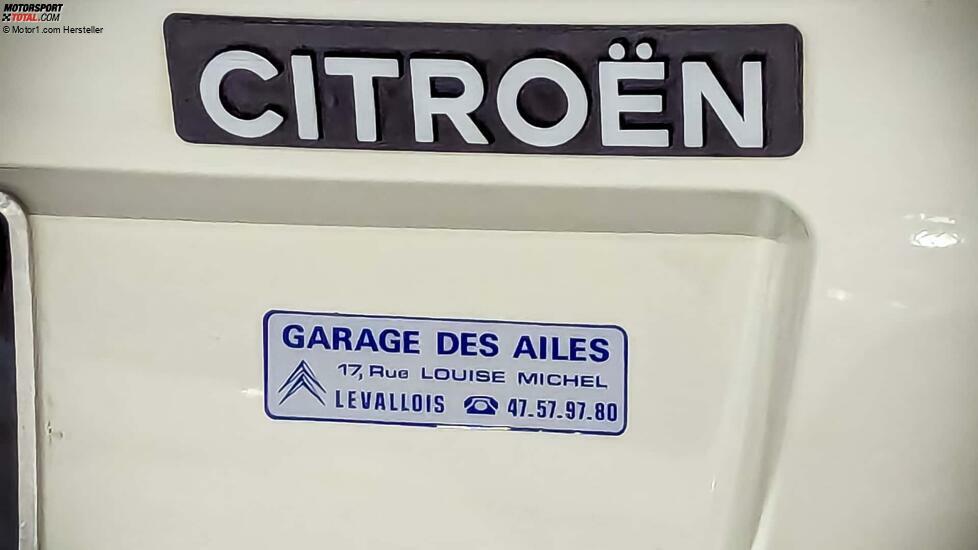 MOTORSPORT
TOTAL.COM
© Motor1.com Hersteller
CITROËN
GARAGE DES AILES
17, Rue LOUISE MICHEL
LEVALLOIS ☎ 47-57-97-80